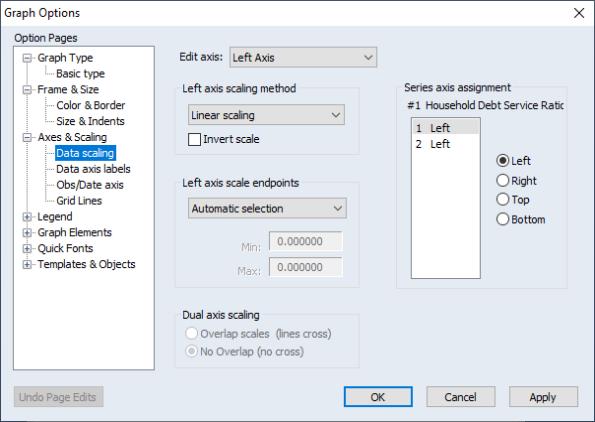 Graph Options
Option Pages
Graph Type
Basic type
Frame & Size
Color & Border
Size & Indents
Axes & Scaling
Data scaling
Data axis labels
Obs/Date axis
Grid Lines
Legend
Graph Elements
Quick Fonts
Templates & Objects
Edit axis: Left Axis
Left axis scaling method
Linear scaling
Invert scale
Left axis scale endpoints
Automatic selection
Min: 0.000000
Max: 0.000000
Dual axis scaling
Overlap scales (lines cross)
No Overlap (no cross)
Series axis assignment
#1 Household Debt Service Ratio
1 Left
2 Left
Left
Right
Top
Bottom
Undo Page Edits
OK
Cancel
Apply